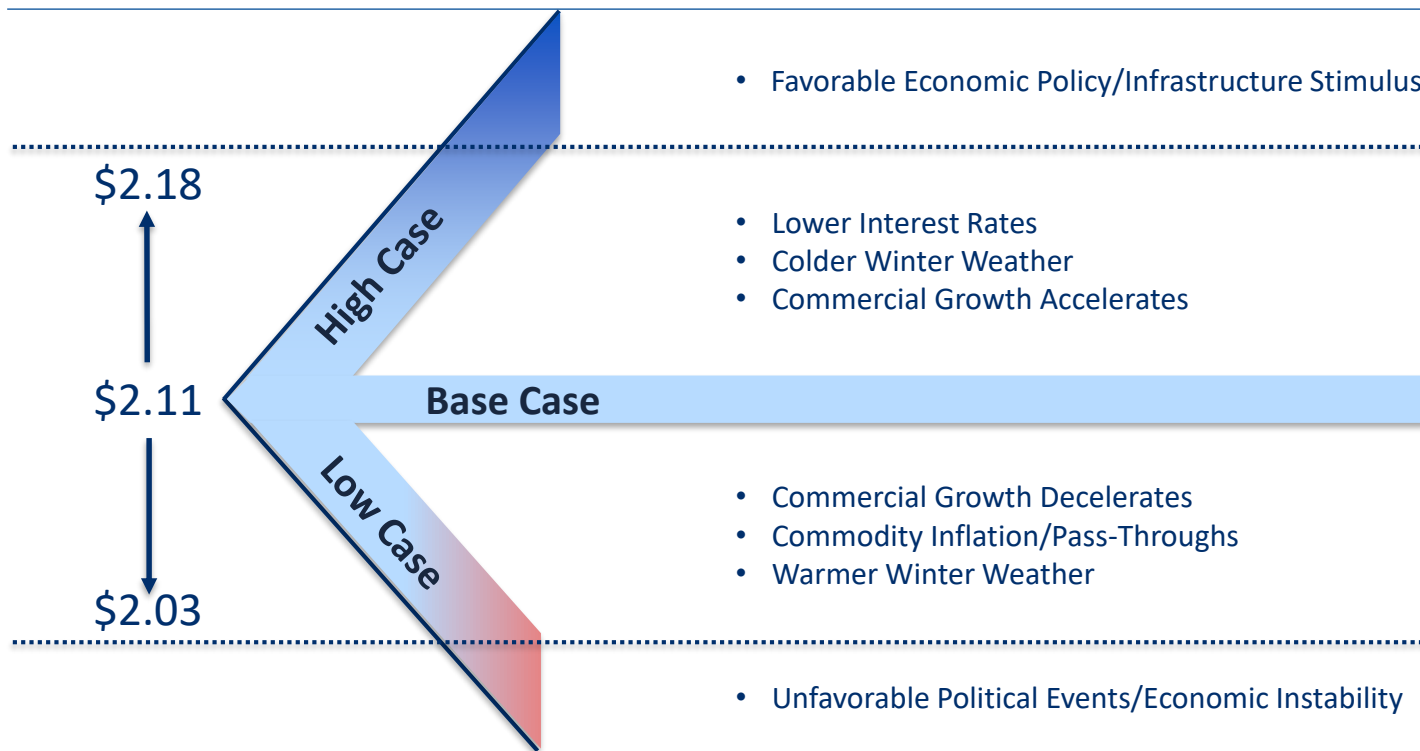 • Favorable Economic Policy/Infrastructure Stimulus
$2.18
• Lower Interest Rates
• Colder Winter Weather
• Commercial Growth Accelerates
High Case
$2.11
Base Case
Low Case
• Commercial Growth Decelerates
• Commodity Inflation/Pass-Throughs
• Warmer Winter Weather
$2.03
• Unfavorable Political Events/Economic Instability